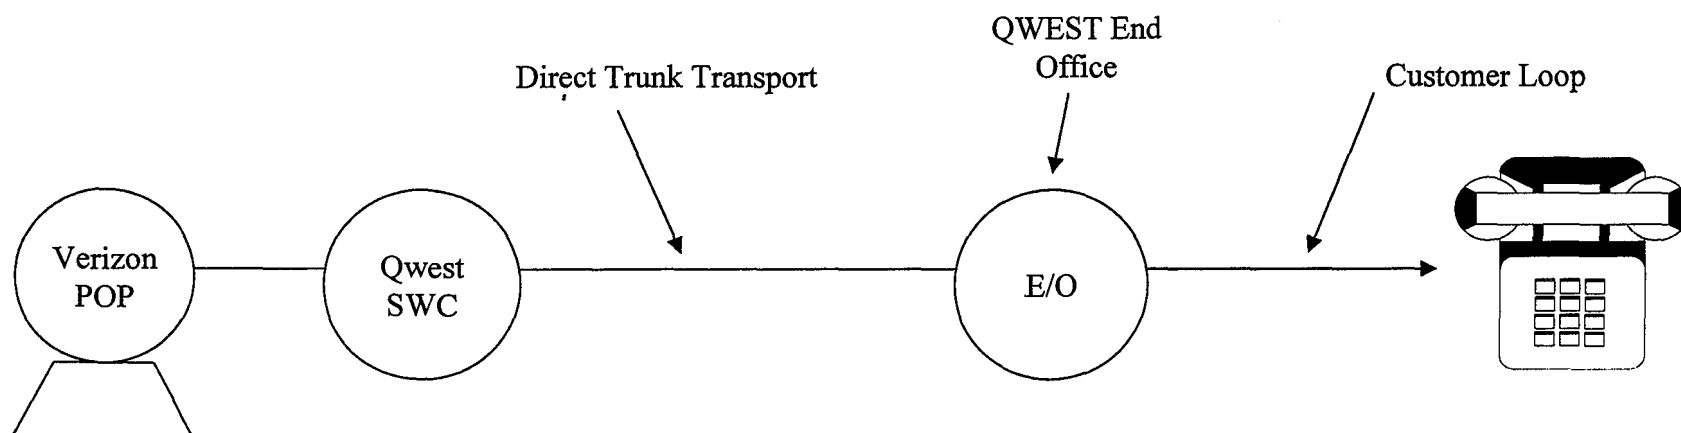 QWEST End
Office
Direct Trunk Transport
Customer Loop
Verizon
POP
Qwest
SWC
E/O